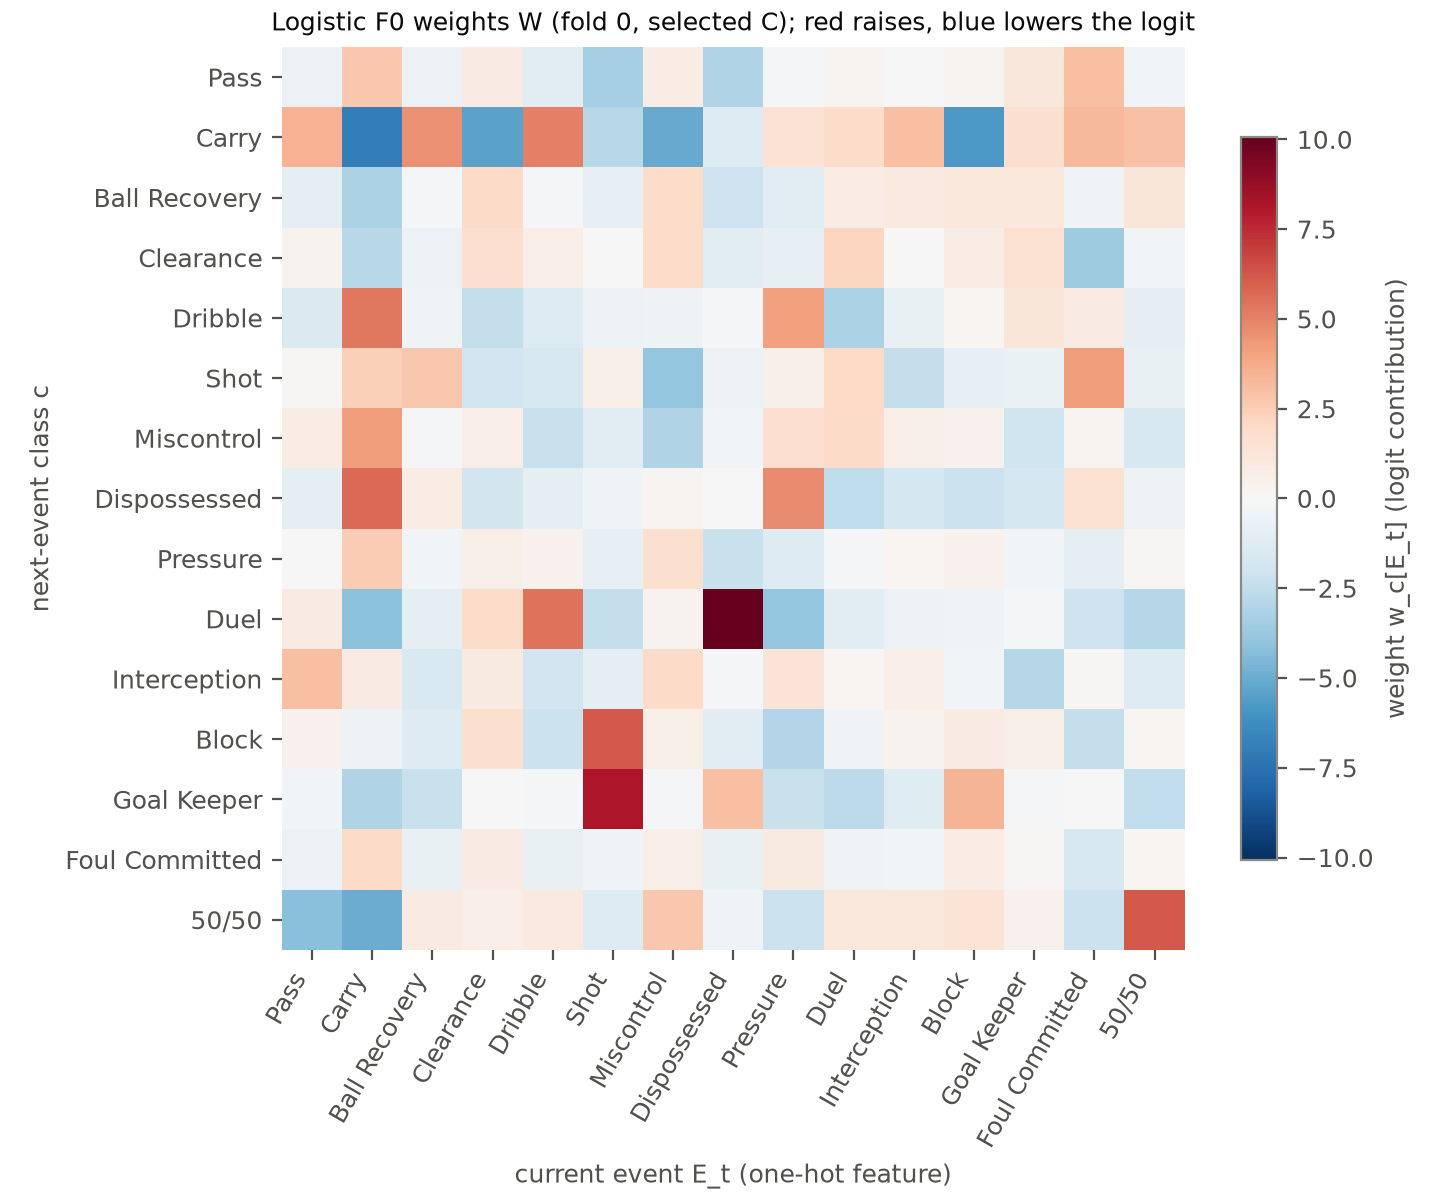 Logistic F0 weights W (fold 0, selected C); red raises, blue lowers the logit
next-event class c
Pass
Carry
Ball Recovery
Clearance
Dribble
Shot
Miscontrol
Dispossessed
Pressure
Duel
Interception
Block
Goal Keeper
Foul Committed
50/50
Pass
Carry
Ball Recovery
Clearance
Dribble
Shot
Miscontrol
Dispossessed
Pressure
Duel
Interception
Block
Goal Keeper
Foul Committed
50/50
current event E_t (one-hot feature)
10.0
7.5
5.0
2.5
0.0
−2.5
−5.0
−7.5
−10.0
weight w_c[E_t] (logit contribution)